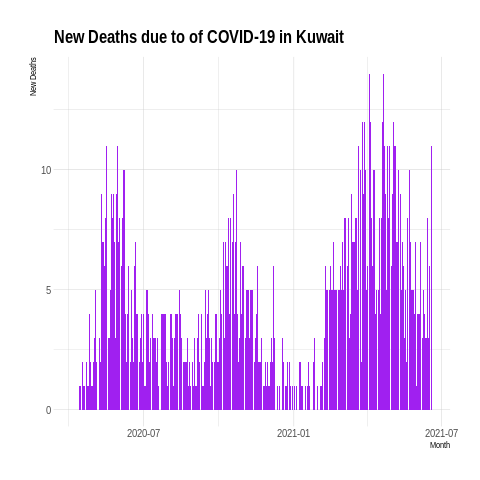 New Deaths due to of COVID-19 in Kuwait
New Deaths
10
5
0
2020-07
2021-01
2021-07
Month